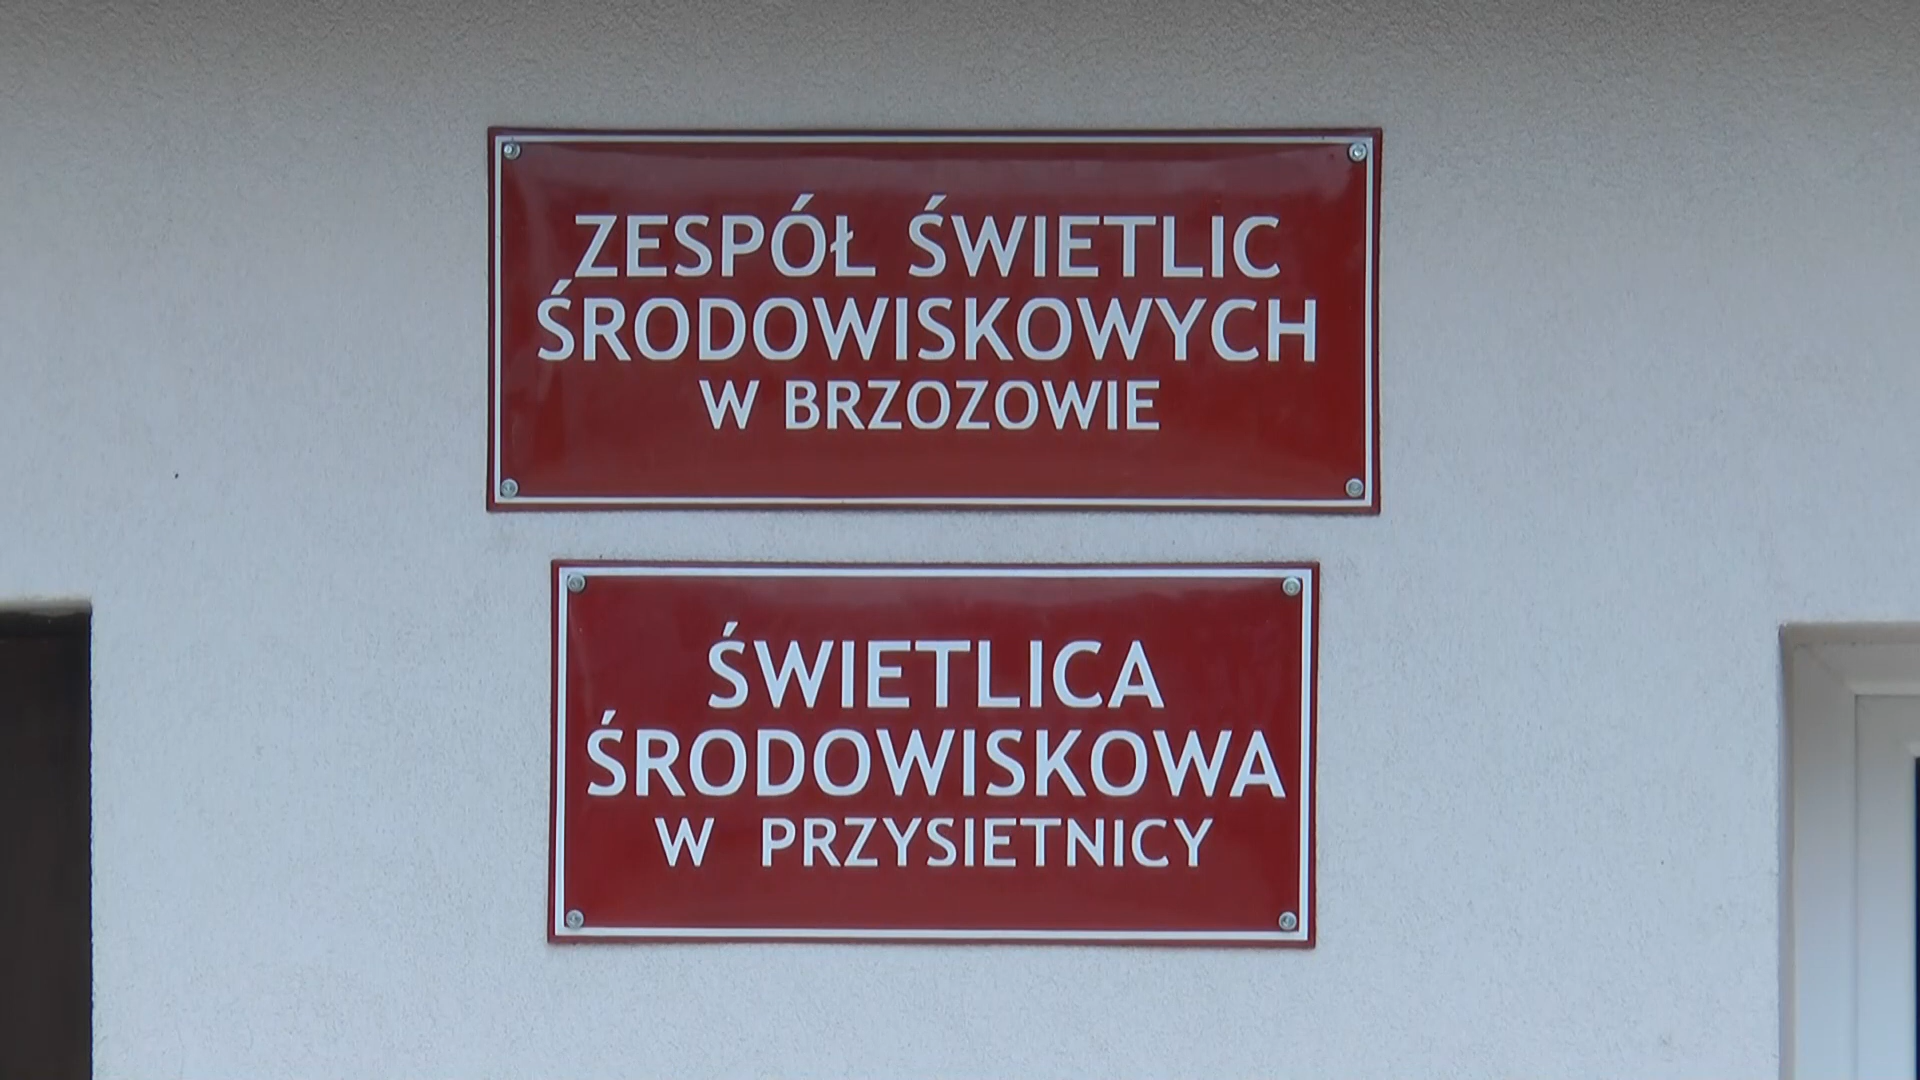 ZESPÓŁ ŚWIETLIC
ŚRODOWISKOWYCH
W BRZOZOWIE
ŚWIETLICA
ŚRODOWISKOWA
W PRZYSIETNICY